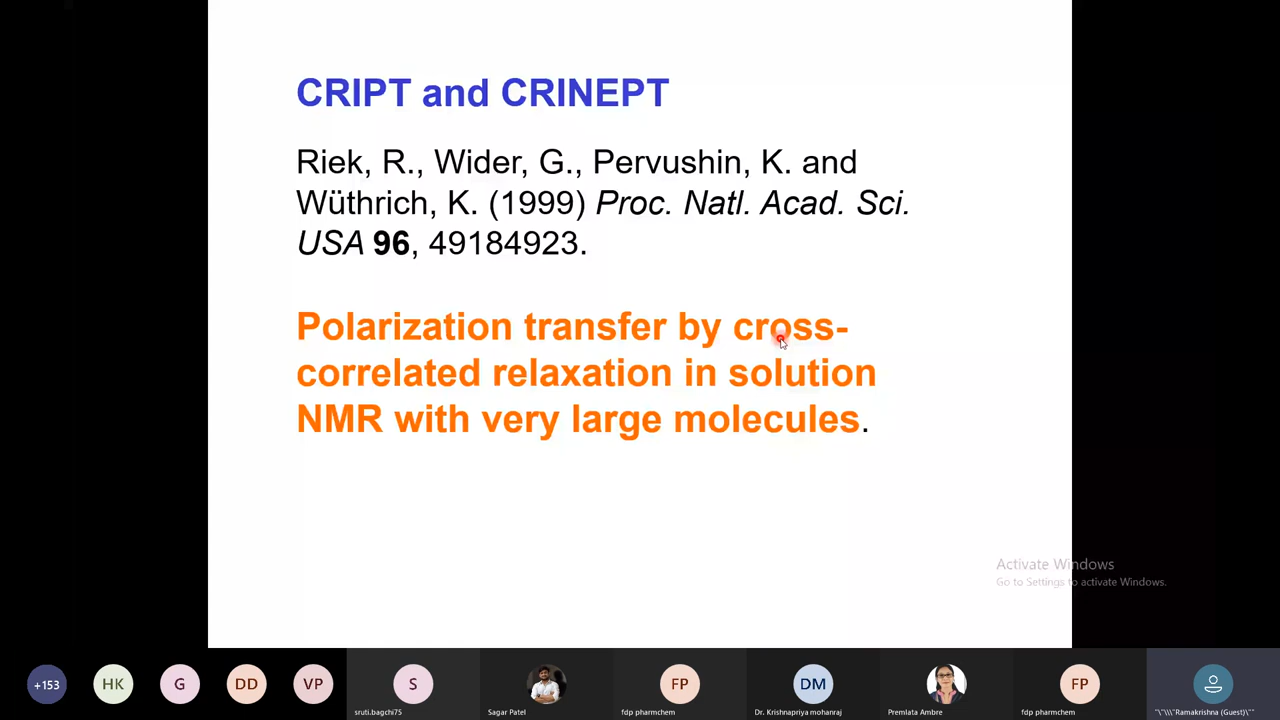 CRIPT and CRINEPT
Riek, R., Wider, G., Pervushin, K. and
Wüthrich, K. (1999) Proc. Natl. Acad. Sci.
USA 96, 49184923.
Polarization transfer by cross-
correlated relaxation in solution
NMR with very large molecules.
Activate Windows
Go to Settings to activate Windows.
+153 HK G DD VP S FP DM FP
sruti.bagchi75 Sagar Patel fdp pharmchem Dr. Krishnapriya mohanraj Premlata Ambre fdp pharmchem "\"\\\"Ramakrishna (Guest)\""